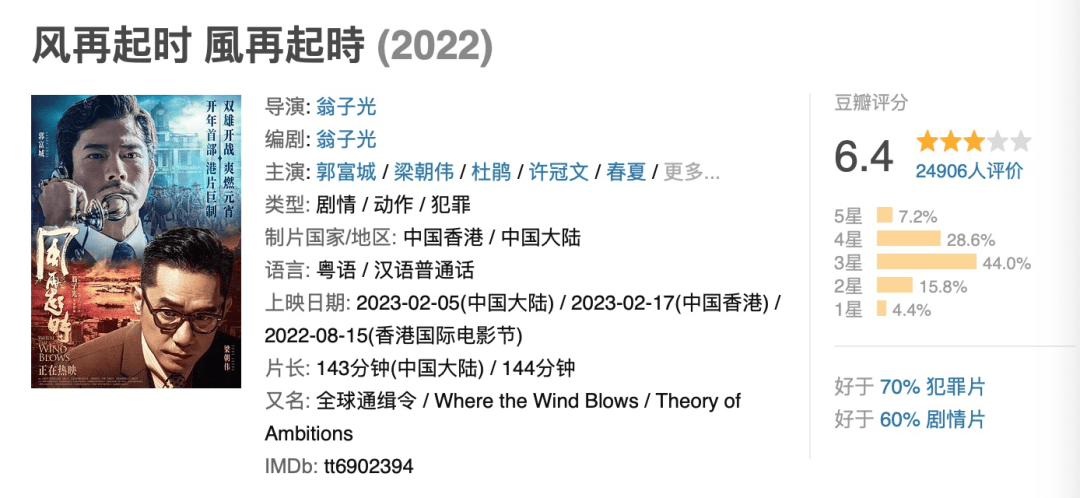 风再起时 風再起時 (2022)
双雄开战 爽燃元宵
开年首部 港片巨制
郭富城
風再起時
WHERE THE WIND BLOWS
正在热映
梁朝伟
导演: 翁子光
编剧: 翁子光
主演: 郭富城 / 梁朝伟 / 杜鹃 / 许冠文 / 春夏 / 更多...
类型: 剧情 / 动作 / 犯罪
制片国家/地区: 中国香港 / 中国大陆
语言: 粤语 / 汉语普通话
上映日期: 2023-02-05(中国大陆) / 2023-02-17(中国香港) /
2022-08-15(香港国际电影节)
片长: 143分钟(中国大陆) / 144分钟
又名: 全球通缉令 / Where the Wind Blows / Theory of
Ambitions
IMDb: tt6902394
豆瓣评分
6.4
24906人评价
5星 7.2%
4星 28.6%
3星 44.0%
2星 15.8%
1星 4.4%
好于 70% 犯罪片
好于 60% 剧情片